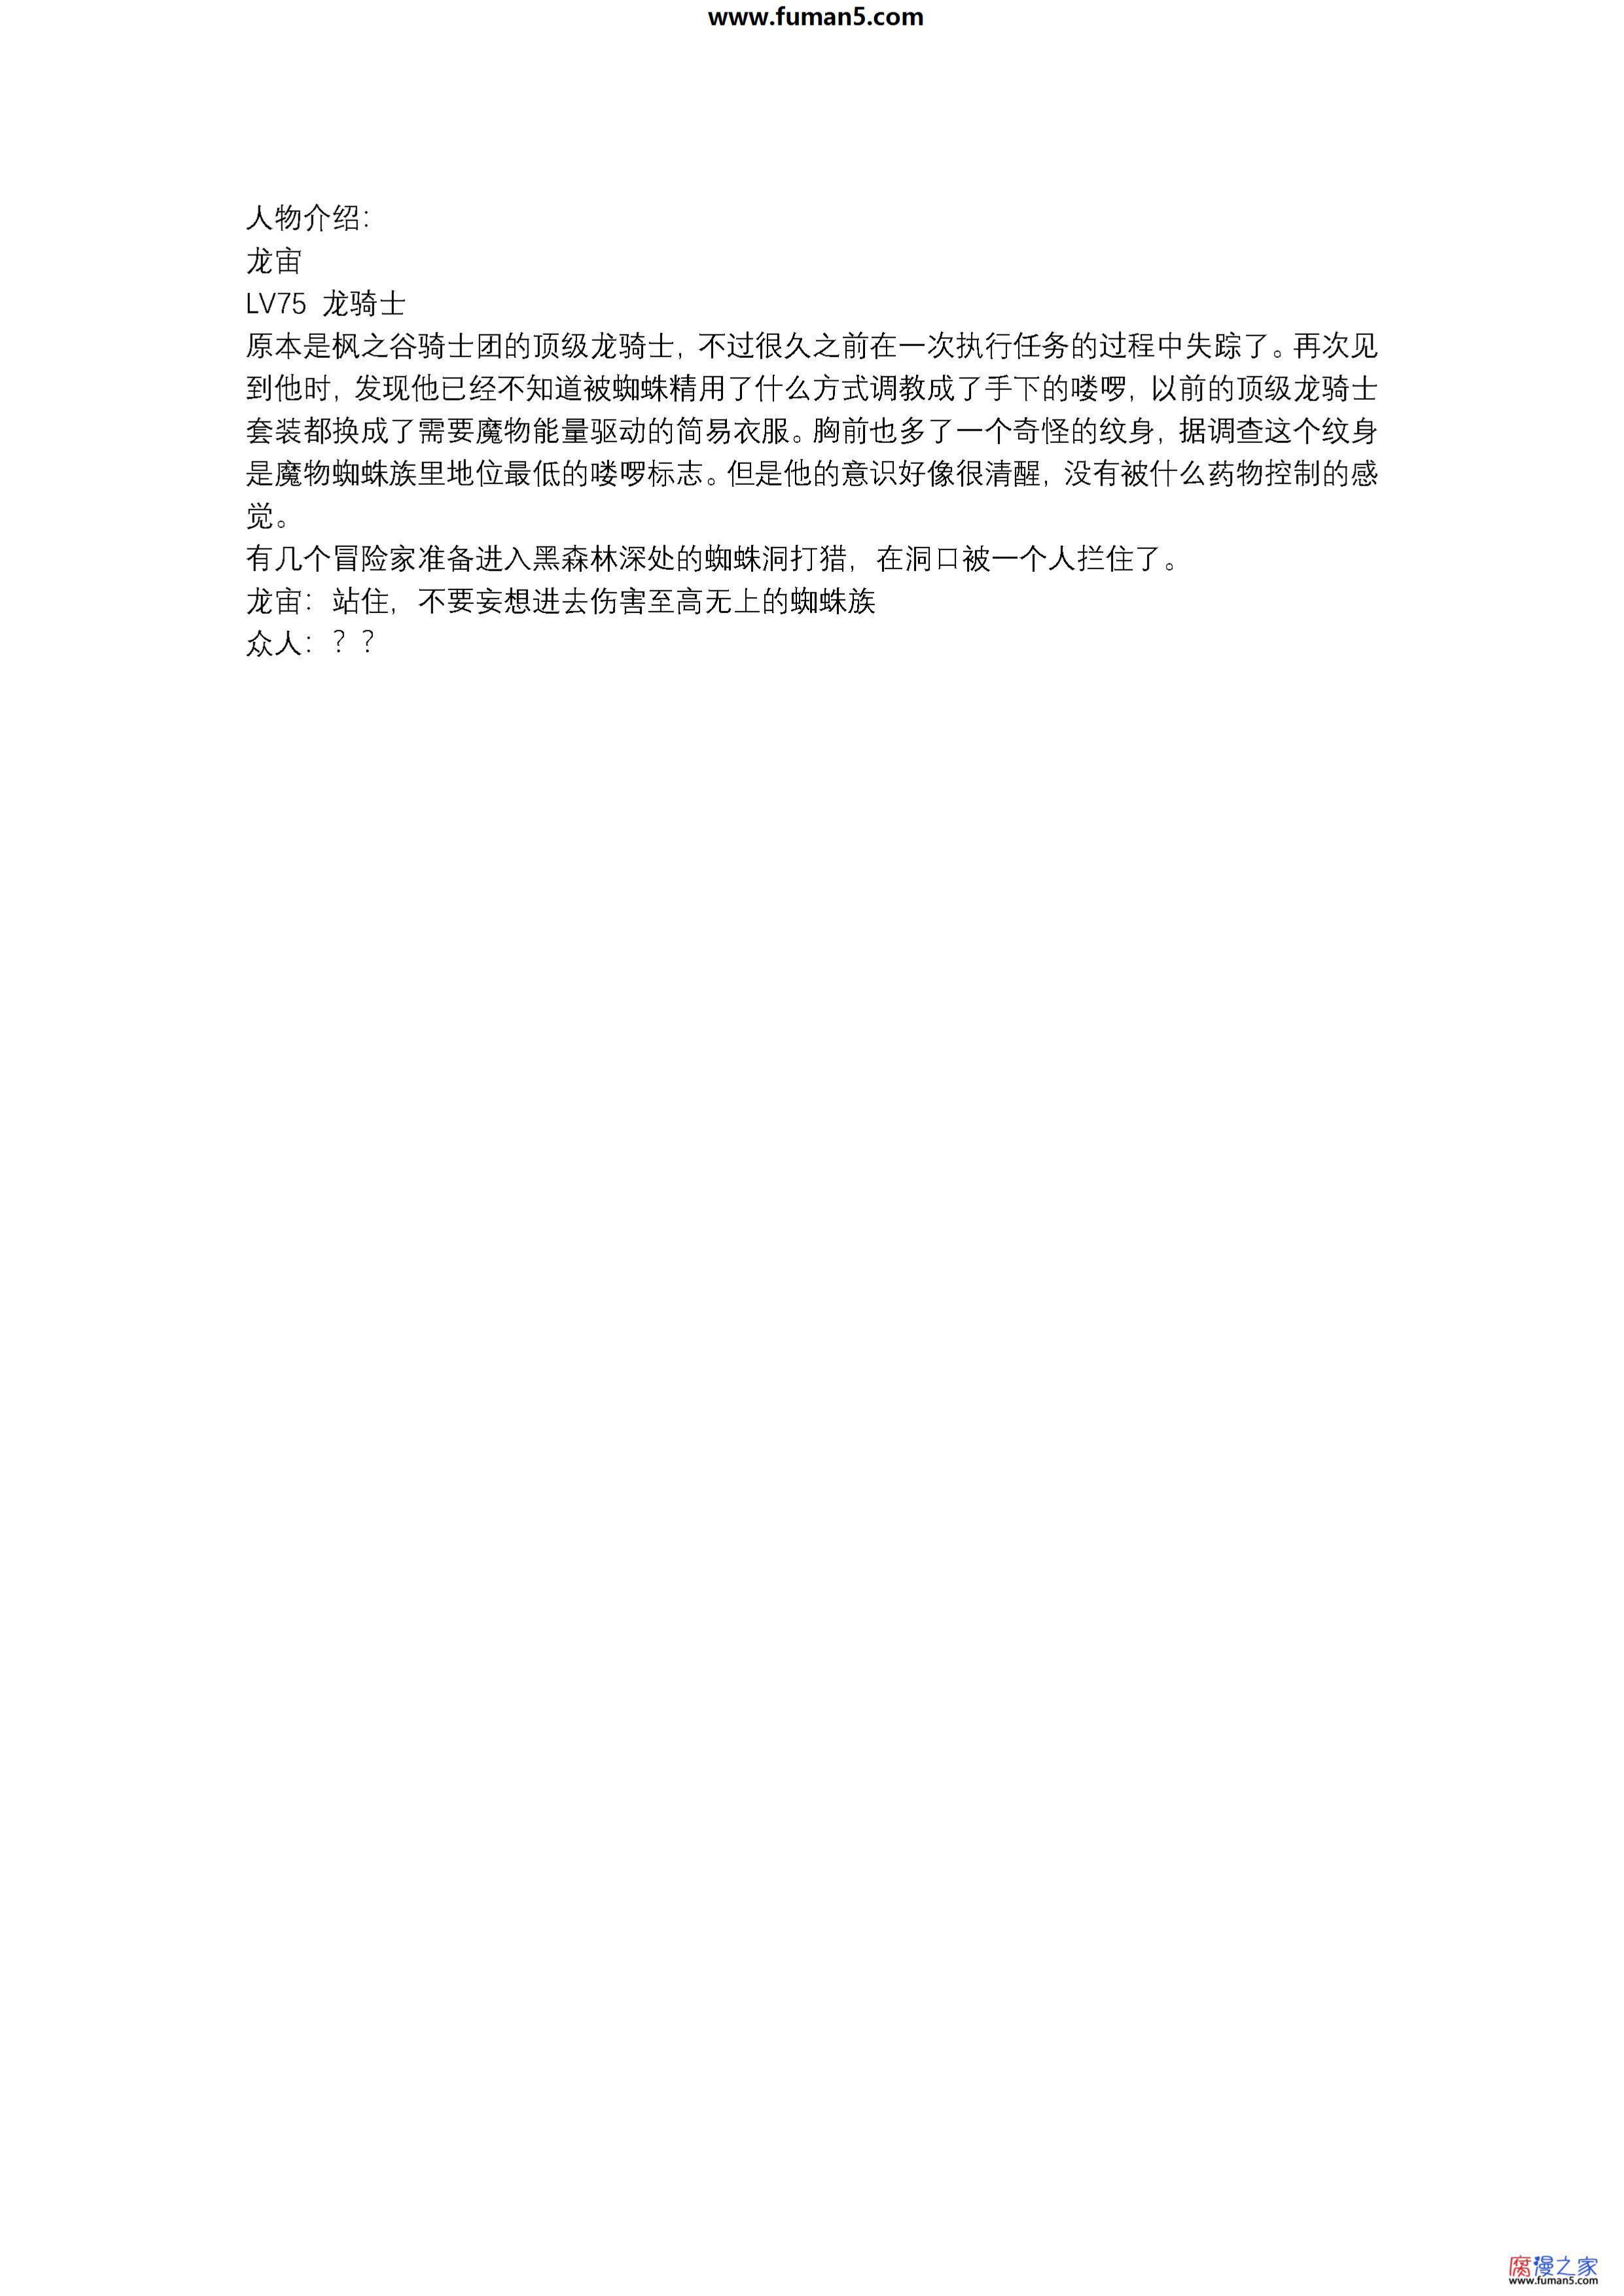 www.fuman5.com
人物介绍：
龙宙
LV75 龙骑士
原本是枫之谷骑士团的顶级龙骑士，不过很久之前在一次执行任务的过程中失踪了。再次见
到他时，发现他已经不知道被蜘蛛精用了什么方式调教成了手下的喽啰，以前的顶级龙骑士
套装都换成了需要魔物能量驱动的简易衣服。胸前也多了一个奇怪的纹身，据调查这个纹身
是魔物蜘蛛族里地位最低的喽啰标志。但是他的意识好像很清醒，没有被什么药物控制的感
觉。
有几个冒险家准备进入黑森林深处的蜘蛛洞打猎，在洞口被一个人拦住了。
龙宙：站住，不要妄想进去伤害至高无上的蜘蛛族
众人：？？
腐漫之家
www.fuman5.com